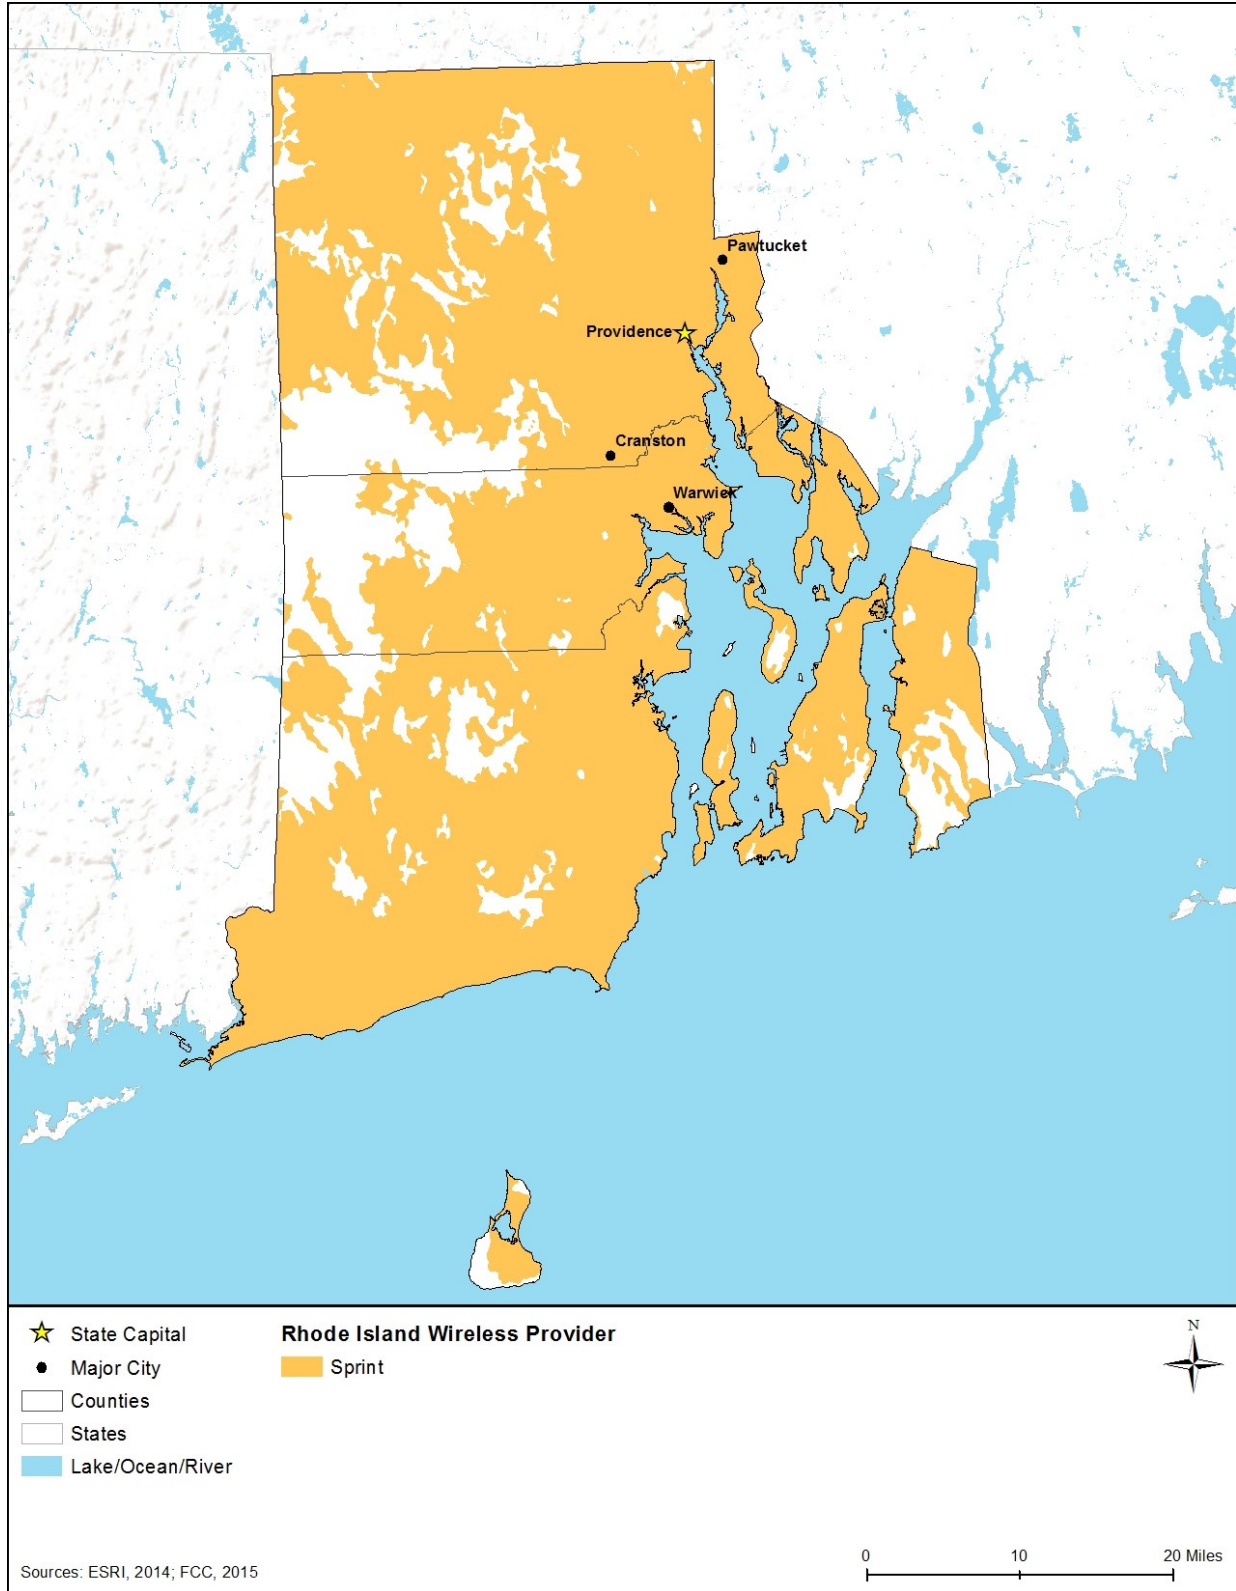 Pawtucket
Providence
Cranston
Warwick
State Capital
Major City
Counties
States
Lake/Ocean/River
Rhode Island Wireless Provider
Sprint
N
Sources: ESRI, 2014; FCC, 2015
0 10 20 Miles